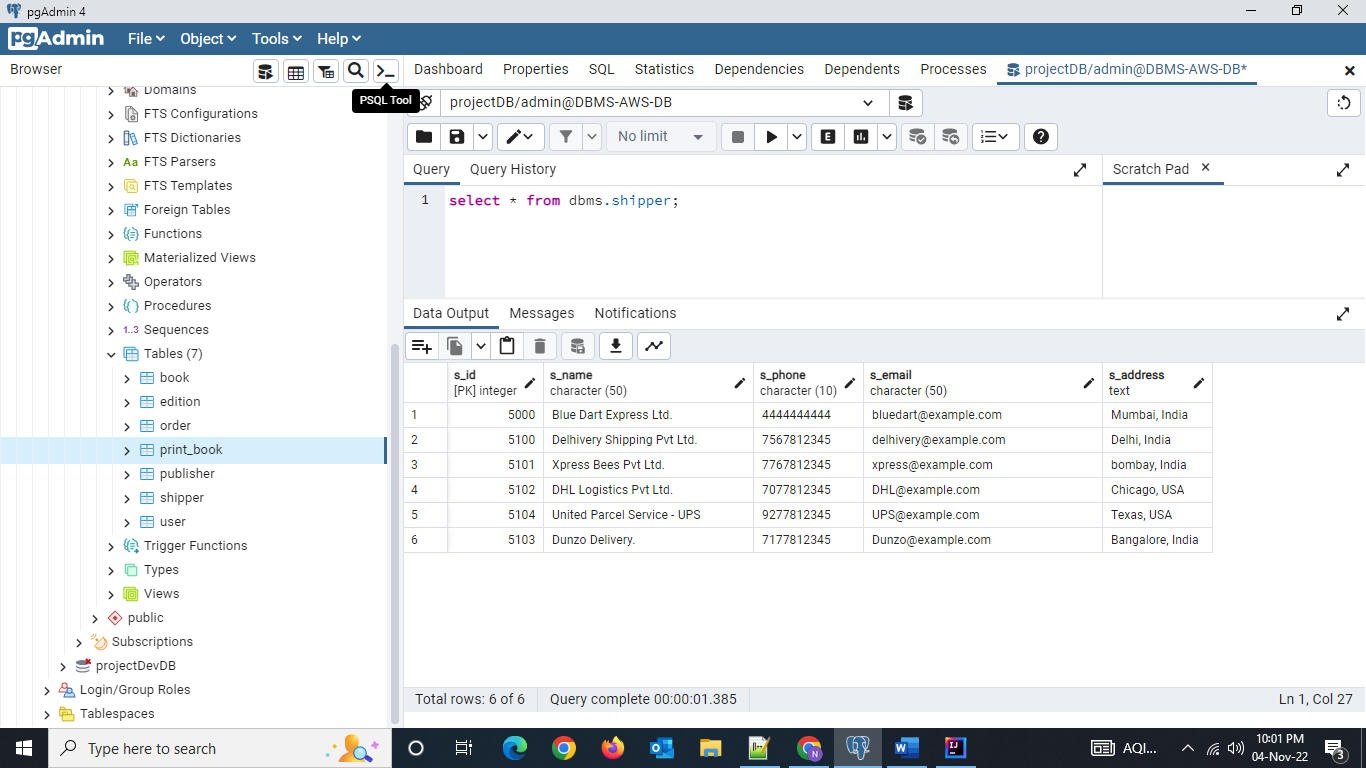 pgAdmin 4
pgAdmin File Object Tools Help
Browser
PSQL Tool
Dashboard Properties SQL Statistics Dependencies Dependents Processes projectDB/admin@DBMS-AWS-DB*
Domains
FTS Configurations
FTS Dictionaries
Aa FTS Parsers
FTS Templates
Foreign Tables
Functions
Materialized Views
Operators
Procedures
1..3 Sequences
Tables (7)
book
edition
order
print_book
publisher
shipper
user
Trigger Functions
Types
Views
public
Subscriptions
projectDevDB
Login/Group Roles
Tablespaces
projectDB/admin@DBMS-AWS-DB
No limit E
Query Query History Scratch Pad
1 select * from dbms.shipper;
Data Output Messages Notifications
s_id s_name s_phone s_email s_address
[PK] integer character (50) character (10) character (50) text
1 5000 Blue Dart Express Ltd. 4444444444 bluedart@example.com Mumbai, India
2 5100 Delhivery Shipping Pvt Ltd. 7567812345 delhivery@example.com Delhi, India
3 5101 Xpress Bees Pvt Ltd. 7767812345 xpress@example.com bombay, India
4 5102 DHL Logistics Pvt Ltd. 7077812345 DHL@example.com Chicago, USA
5 5104 United Parcel Service - UPS 9277812345 UPS@example.com Texas, USA
6 5103 Dunzo Delivery. 7177812345 Dunzo@example.com Bangalore, India
Total rows: 6 of 6 Query complete 00:00:01.385 Ln 1, Col 27
Type here to search
AQI... 10:01 PM
04-Nov-22 3